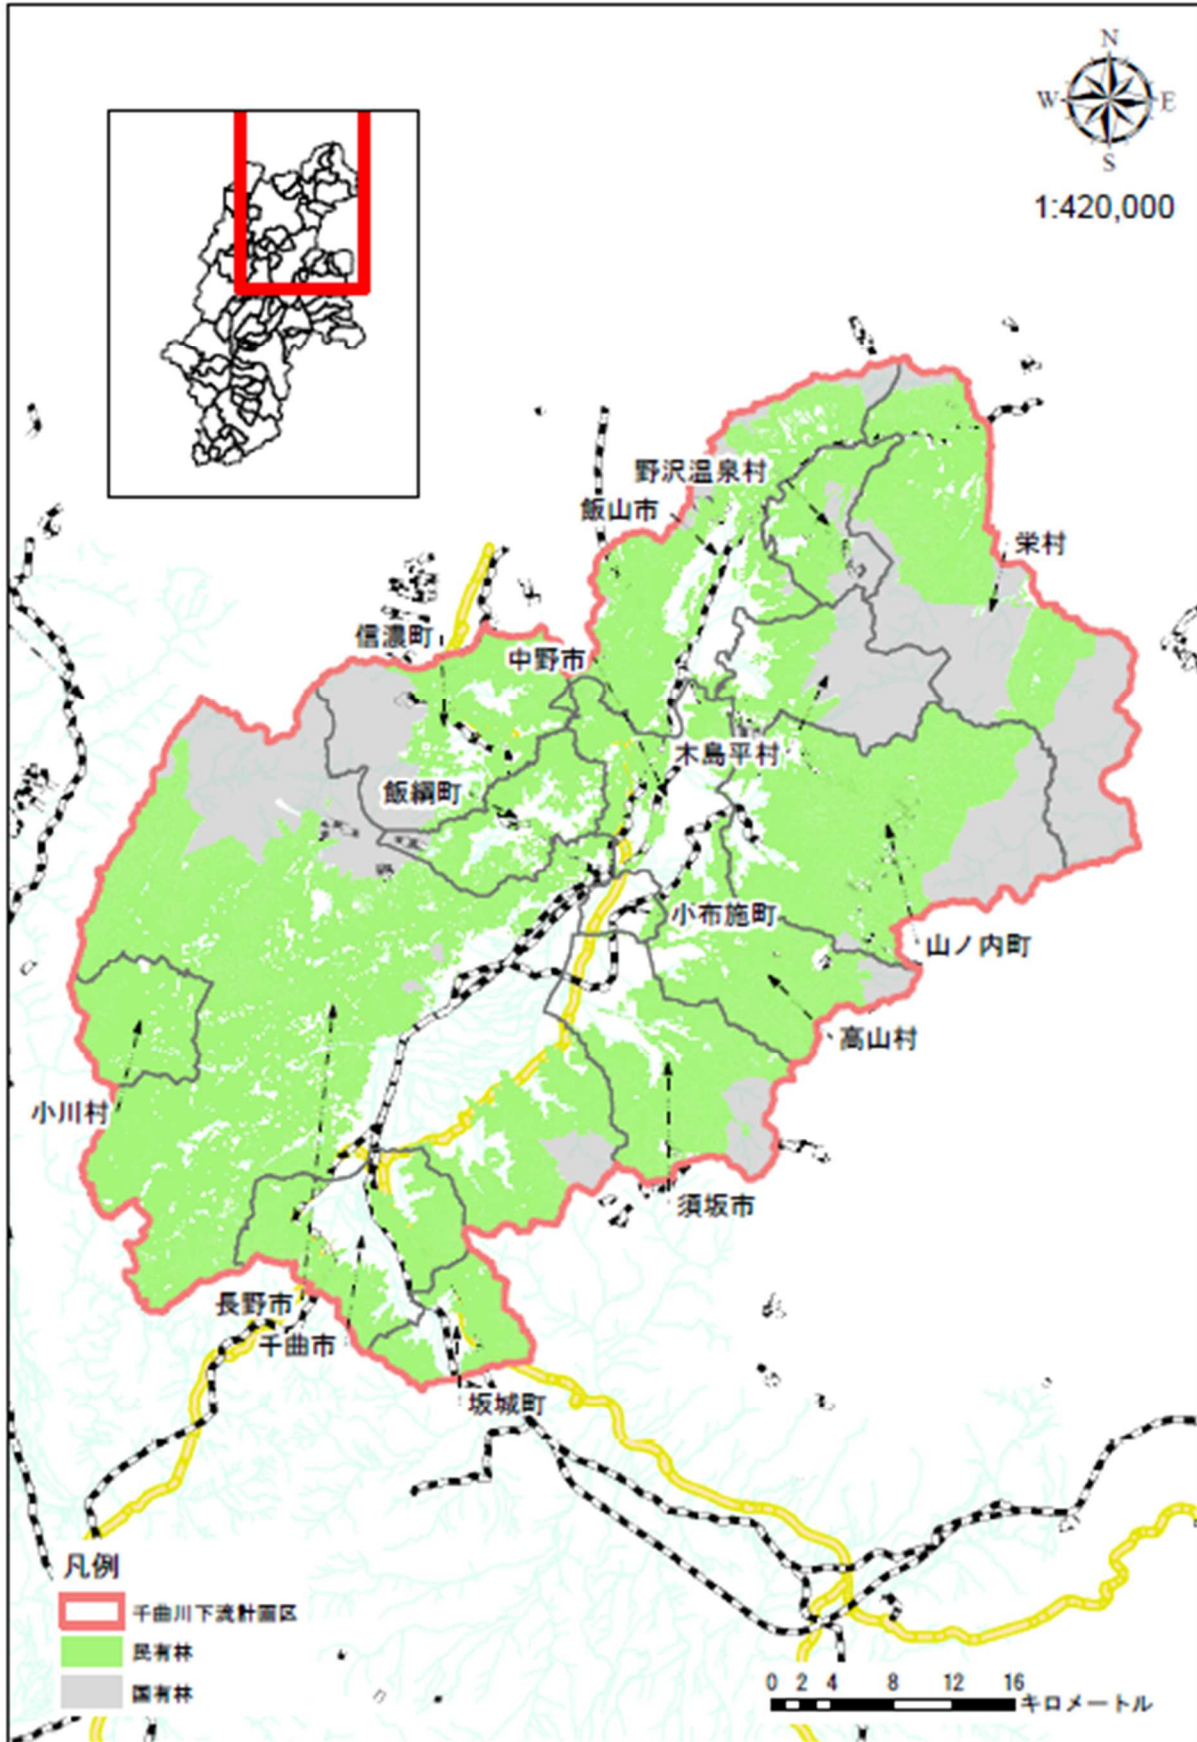 N
W E
S
1:420,000
野沢温泉村
飯山市
栄村
信濃町
中野市
木島平村
飯綱町
小布施町
山ノ内町
高山村
小川村
須坂市
長野市
千曲市
坂城町
凡例
千曲川下流計画区
民有林
国有林
0 2 4 8 12 16
キロメートル